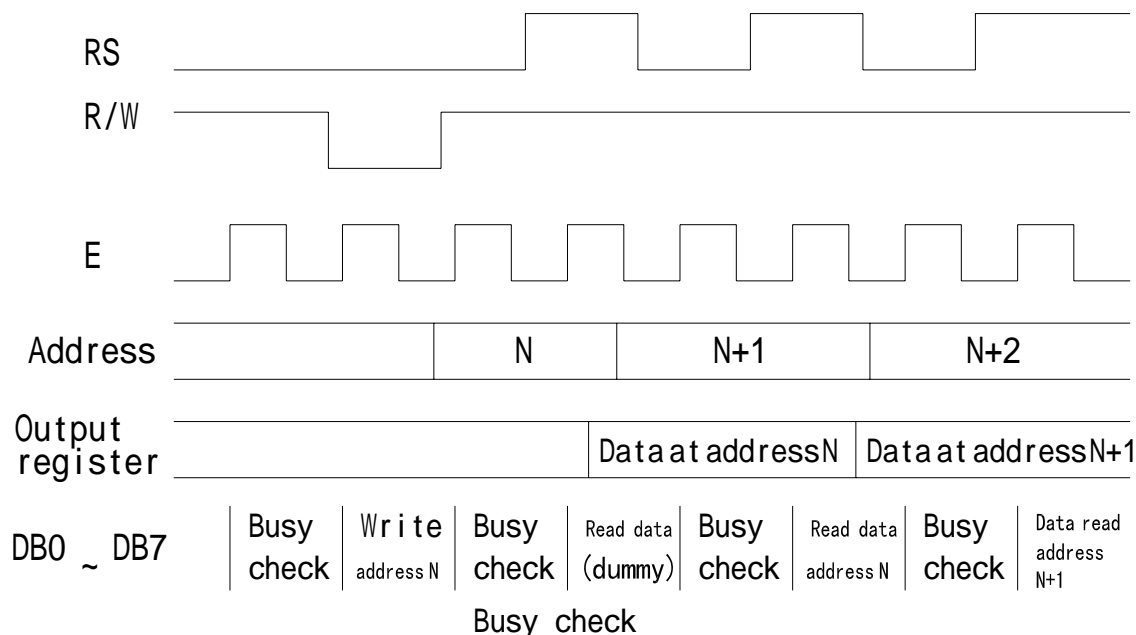 RS
R/W
E
Address N N+1 N+2
Output
register
Data at address N Data at address N+1
DB0 ~ DB7
Busy
check
Write
address N
Busy
check
Read data
(dummy)
Busy
check
Read data
address N
Busy
check
Data read
address
N+1
Busy check